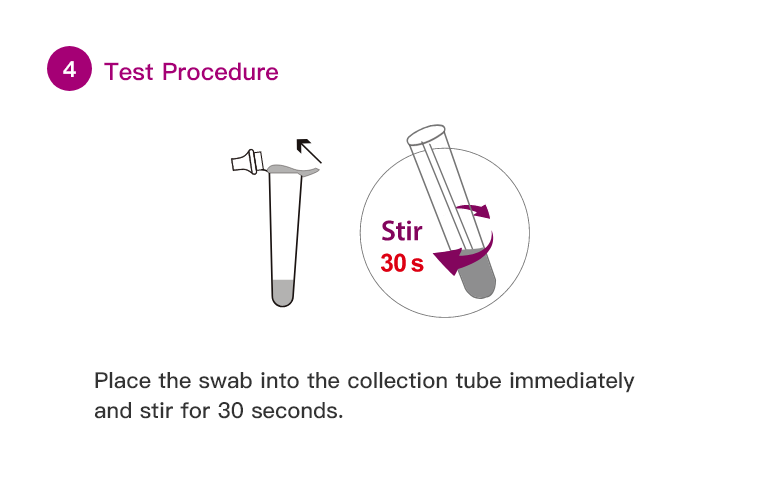 4
Test Procedure
Stir
30 s
Place the swab into the collection tube immediately
and stir for 30 seconds.